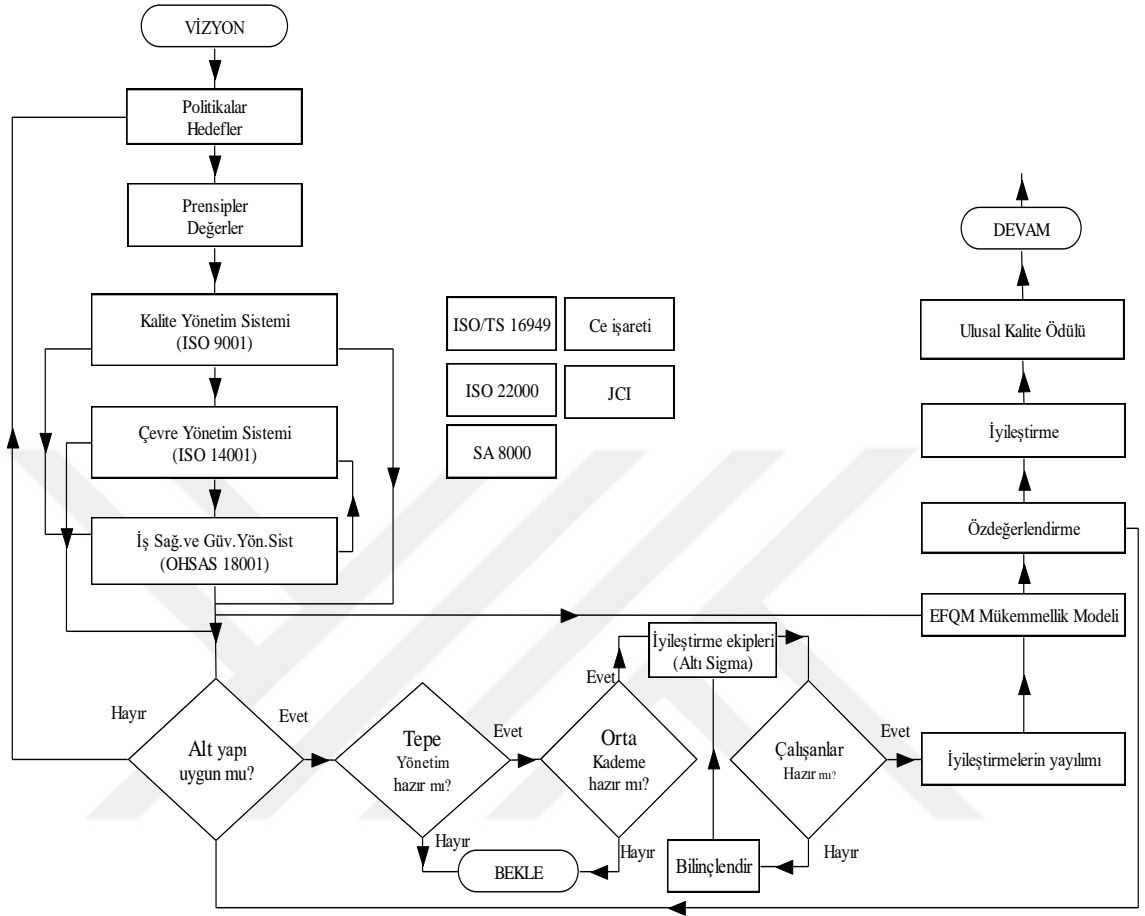 VİZYON
Politikalar
Hedefler
Prensipler
Değerler
DEVAM
Kalite Yönetim Sistemi
(ISO 9001)
ISO/TS 16949
Ce işareti
Ulusal Kalite Ödülü
ISO 22000
JCI
Çevre Yönetim Sistemi
(ISO 14001)
SA 8000
İyileştirme
İş Sağ.ve Güv.Yön.Sist
(OHSAS 18001)
Özdeğerlendirme
EFQM Mükemmellik Modeli
İyileştirme ekipleri
(Altı Sigma)
Hayır
Evet
Alt yapı
uygun mu?
Evet
Tepe
Yönetim
hazır mı?
Evet
Orta
Kademe
hazır mı?
Çalışanlar
Hazır mı?
Evet
İyileştirmelerin yayılımı
Hayır
BEKLE
Hayır
Bilinçlendir
Hayır